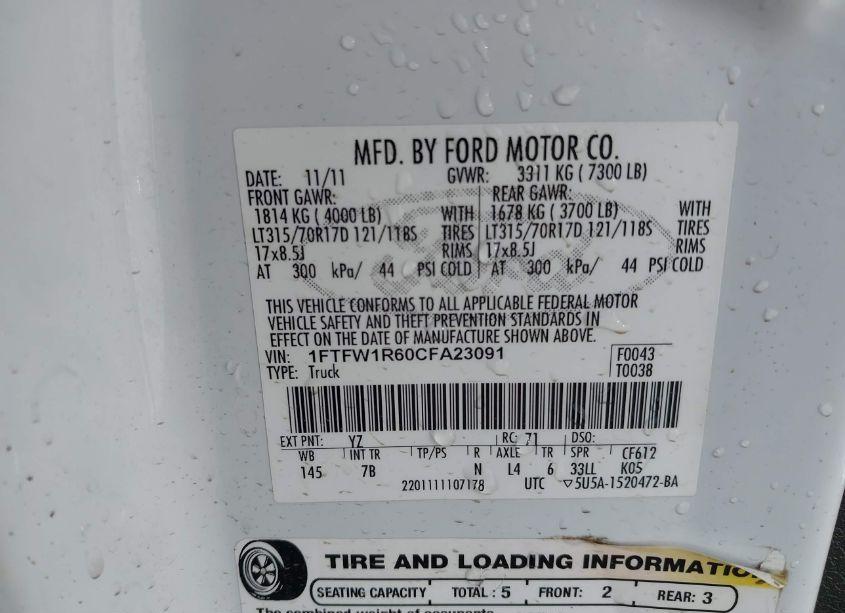 MFD. BY FORD MOTOR CO.
DATE: 11/11 GVWR: 3311 KG ( 7300 LB)
FRONT GAWR: REAR GAWR:
1814 KG ( 4000 LB) WITH 1678 KG ( 3700 LB) WITH
LT315/70R17D 121/118S TIRES LT315/70R17D 121/118S TIRES
17x8.5J RIMS 17x8.5J RIMS
AT 300 kPa/ 44 PSI COLD AT 300 kPa/ 44 PSI COLD
THIS VEHICLE CONFORMS TO ALL APPLICABLE FEDERAL MOTOR
VEHICLE SAFETY AND THEFT PREVENTION STANDARDS IN
EFFECT ON THE DATE OF MANUFACTURE SHOWN ABOVE.
VIN: 1FTFW1R60CFA23091 F0043
TYPE: Truck T0038
EXT PNT: YZ RC: 71 DSO:
WB INT TR TP/PS R AXLE TR SPR CF612
145 7B N L4 6 33LL K05
2201111107178 UTC ▽5U5A-1520472-BA
TIRE AND LOADING INFORMATION
SEATING CAPACITY TOTAL : 5 FRONT: 2 REAR: 3
The combined weight of occupants